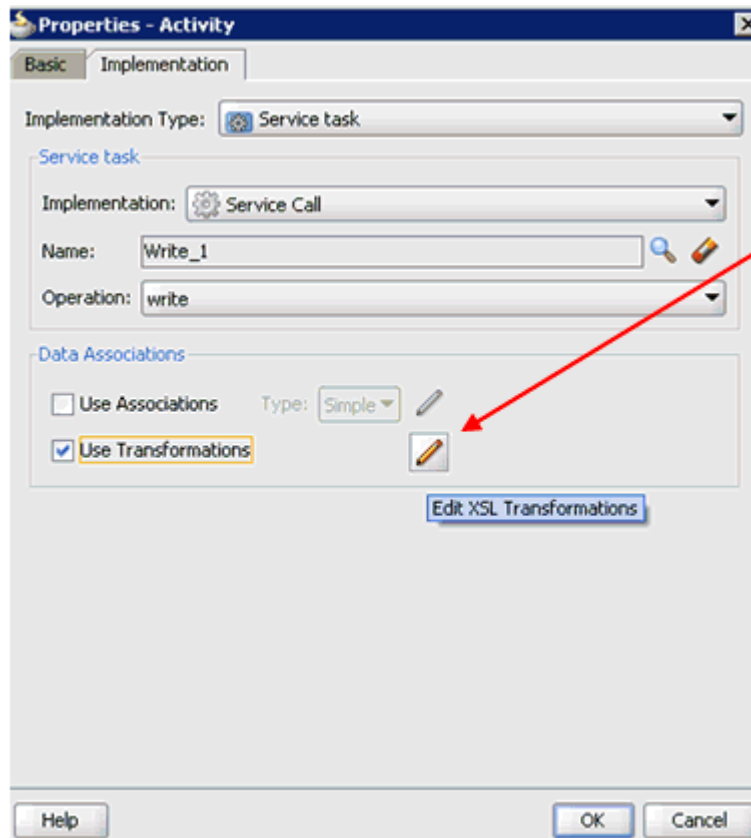 Properties - Activity
Basic Implementation
Implementation Type: Service task
Service task
Implementation: Service Call
Name: Write_1
Operation: write
Data Associations
Use Associations Type: Simple
Use Transformations
Edit XSL Transformations
Help OK Cancel